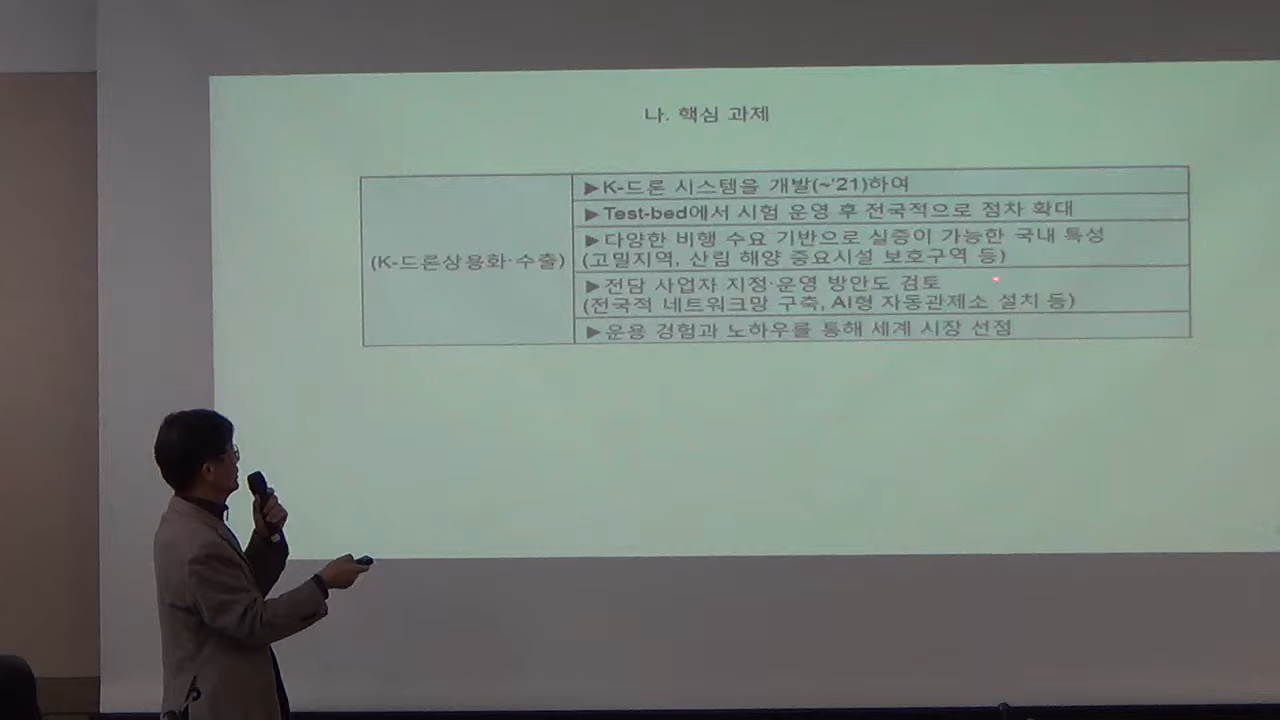 나. 핵심 과제
(K-드론상용화·수출)
▶K-드론 시스템을 개발(~'21)하여
▶Test-bed에서 시험 운영 후 전국적으로 점차 확대
▶다양한 비행 수요 기반으로 실증이 가능한 국내 특성
(고밀지역, 산림 해양 중요시설 보호구역 등)
▶전담 사업자 지정·운영 방안도 검토
(전국적 네트워크망 구축, AI형 자동관제소 설치 등)
▶운용 경험과 노하우를 통해 세계 시장 선점